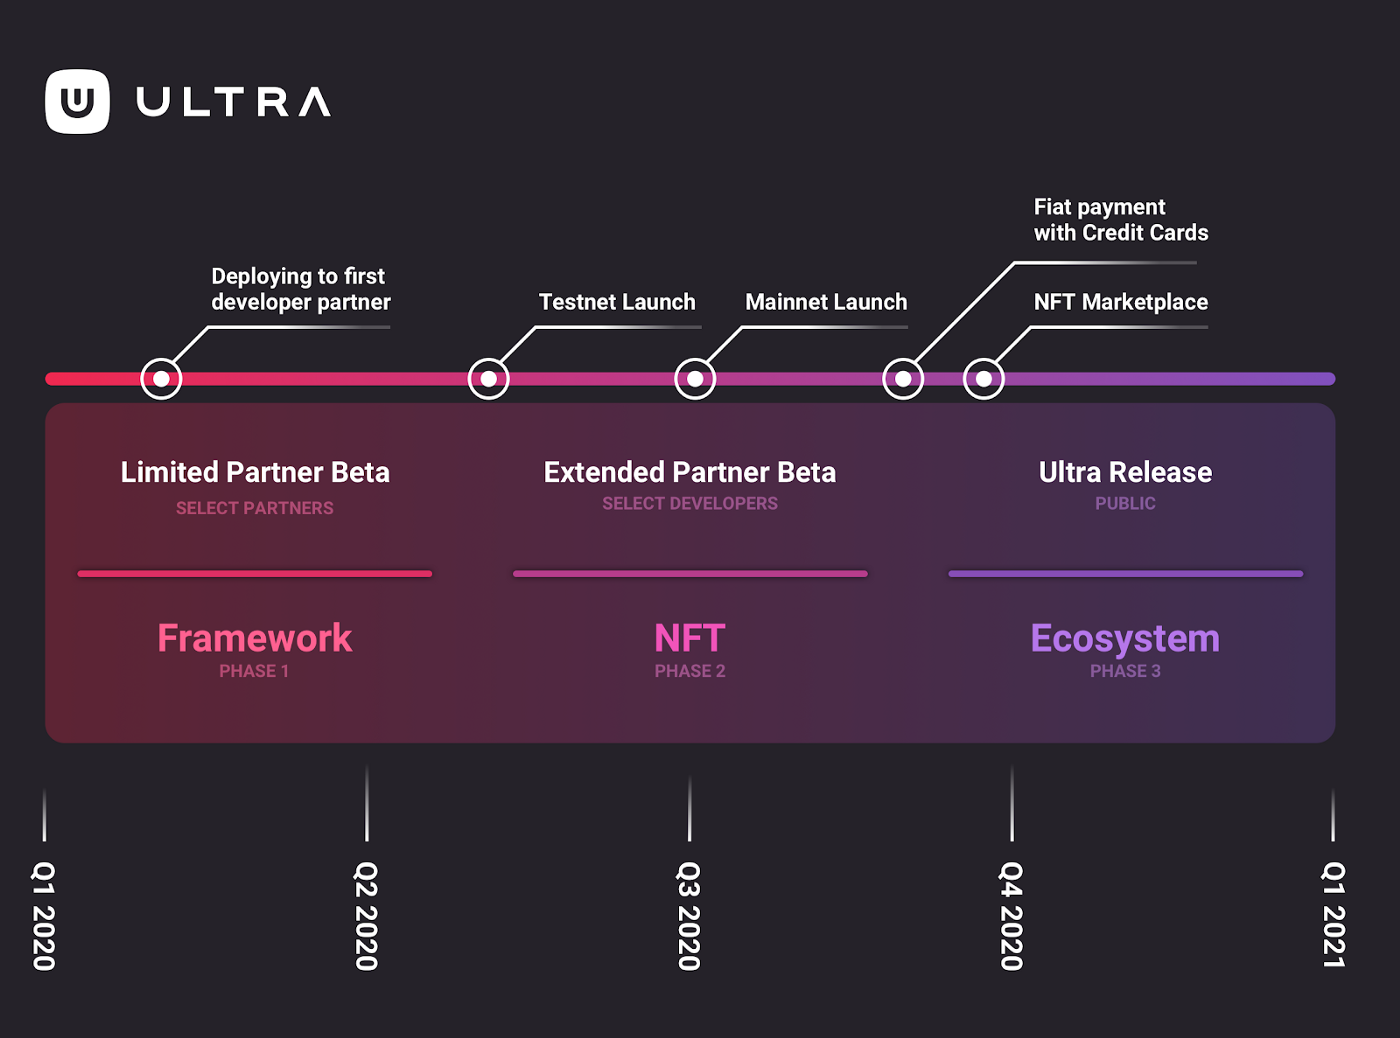 ULTRA
Fiat payment
with Credit Cards
Deploying to first
developer partner
Testnet Launch
Mainnet Launch
NFT Marketplace
Limited Partner Beta
SELECT PARTNERS
Extended Partner Beta
SELECT DEVELOPERS
Ultra Release
PUBLIC
Framework
PHASE 1
NFT
PHASE 2
Ecosystem
PHASE 3
Q1 2020
Q2 2020
Q3 2020
Q4 2020
Q1 2021